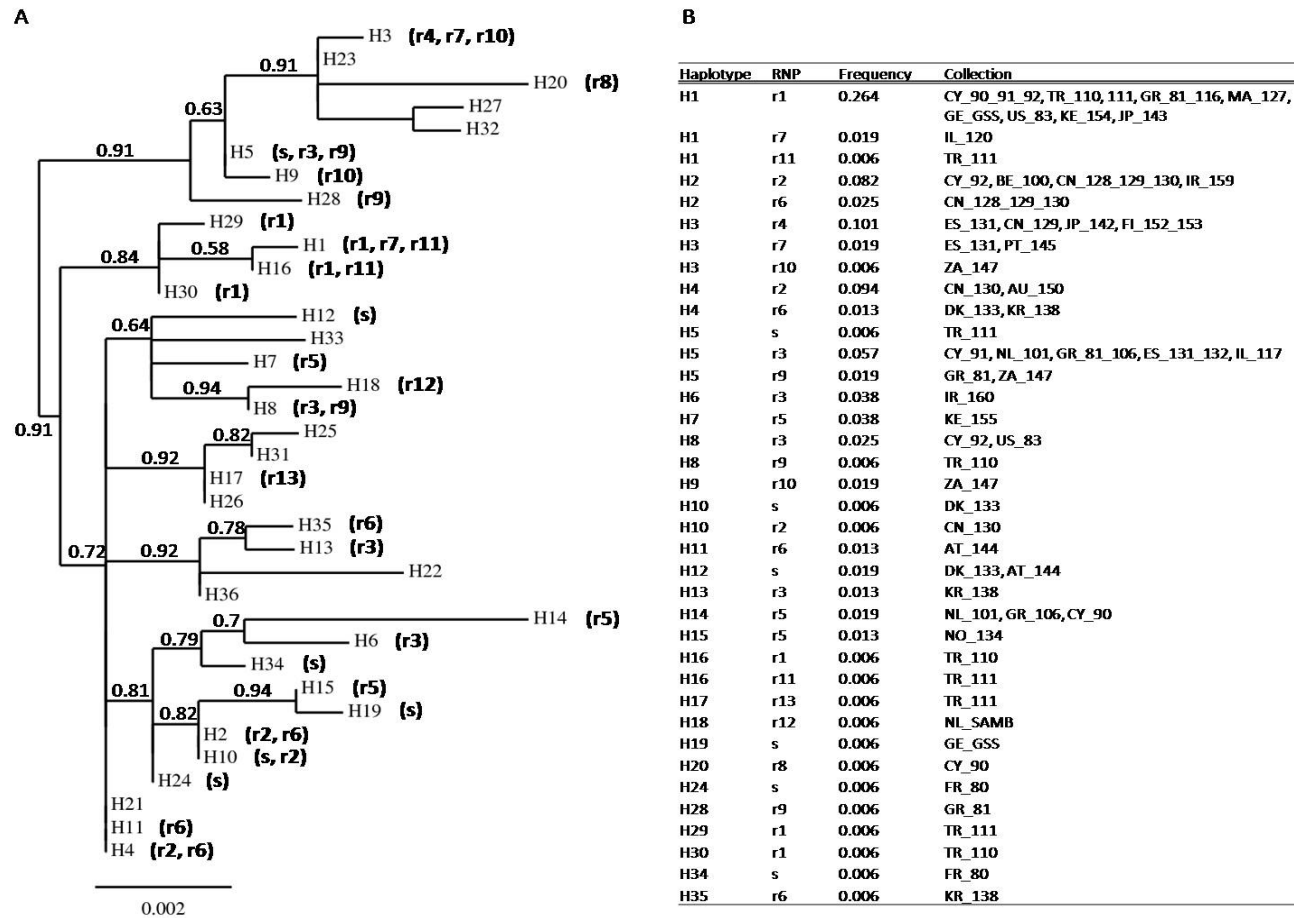 A
H3 (r4, r7, r10)
0.91
H23
H20 (r8)
H27
0.63
H32
0.91
H5 (s, r3, r9)
H9 (r10)
H28 (r9)
H29 (r1)
0.58
H1 (r1, r7, r11)
0.84
H16 (r1, r11)
H30 (r1)
H12 (s)
0.64
H33
H7 (r5)
0.94
H18 (r12)
H8 (r3, r9)
0.91
0.82
H25
H31
0.92
H17 (r13)
H26
0.78
H35 (r6)
H13 (r3)
0.72
0.92
H22
H36
0.7
H14 (r5)
0.79
H6 (r3)
H34 (s)
0.81
0.94
H15 (r5)
H19 (s)
0.82
H2 (r2, r6)
H10 (s, r2)
H24 (s)
H21
H11 (r6)
H4 (r2, r6)
0.002
B
Haplotype RNP Frequency Collection
H1 r1 0.264 CY_90_91_92, TR_110, 111, GR_81_116, MA_127,
GE_GSS, US_83, KE_154, JP_143
H1 r7 0.019 IL_120
H1 r11 0.006 TR_111
H2 r2 0.082 CY_92, BE_100, CN_128_129_130, IR_159
H2 r6 0.025 CN_128_129_130
H3 r4 0.101 ES_131, CN_129, JP_142, FI_152_153
H3 r7 0.019 ES_131, PT_145
H3 r10 0.006 ZA_147
H4 r2 0.094 CN_130, AU_150
H4 r6 0.013 DK_133, KR_138
H5 s 0.006 TR_111
H5 r3 0.057 CY_91, NL_101, GR_81_106, ES_131_132, IL_117
H5 r9 0.019 GR_81, ZA_147
H6 r3 0.038 IR_160
H7 r5 0.038 KE_155
H8 r3 0.025 CY_92, US_83
H8 r9 0.006 TR_110
H9 r10 0.019 ZA_147
H10 s 0.006 DK_133
H10 r2 0.006 CN_130
H11 r6 0.013 AT_144
H12 s 0.019 DK_133, AT_144
H13 r3 0.013 KR_138
H14 r5 0.019 NL_101, GR_106, CY_90
H15 r5 0.013 NO_134
H16 r1 0.006 TR_110
H16 r11 0.006 TR_111
H17 r13 0.006 TR_111
H18 r12 0.006 NL_SAMB
H19 s 0.006 GE_GSS
H20 r8 0.006 CY_90
H24 s 0.006 FR_80
H28 r9 0.006 GR_81
H29 r1 0.006 TR_111
H30 r1 0.006 TR_110
H34 s 0.006 FR_80
H35 r6 0.006 KR_138